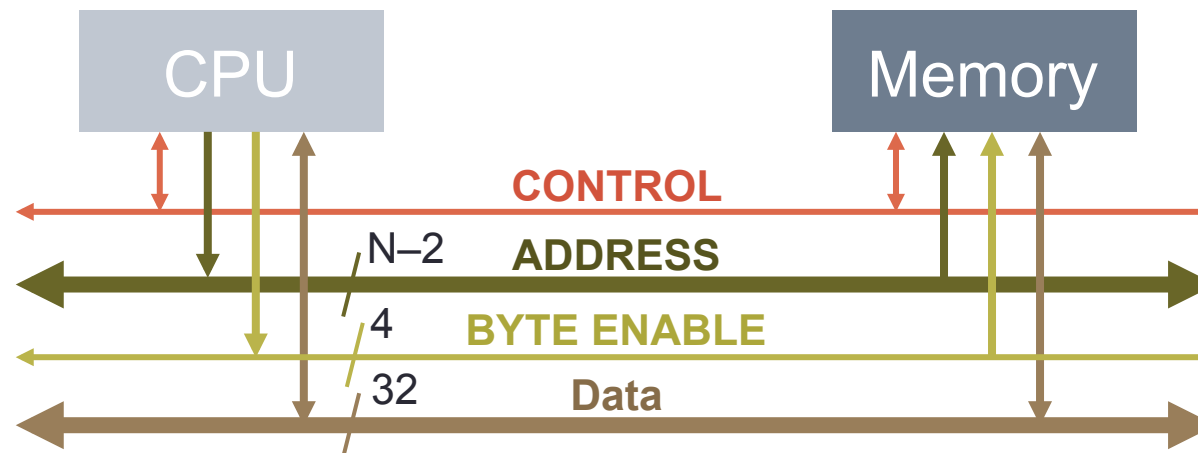 CPU
Memory
CONTROL
N–2
ADDRESS
4
BYTE ENABLE
32
Data